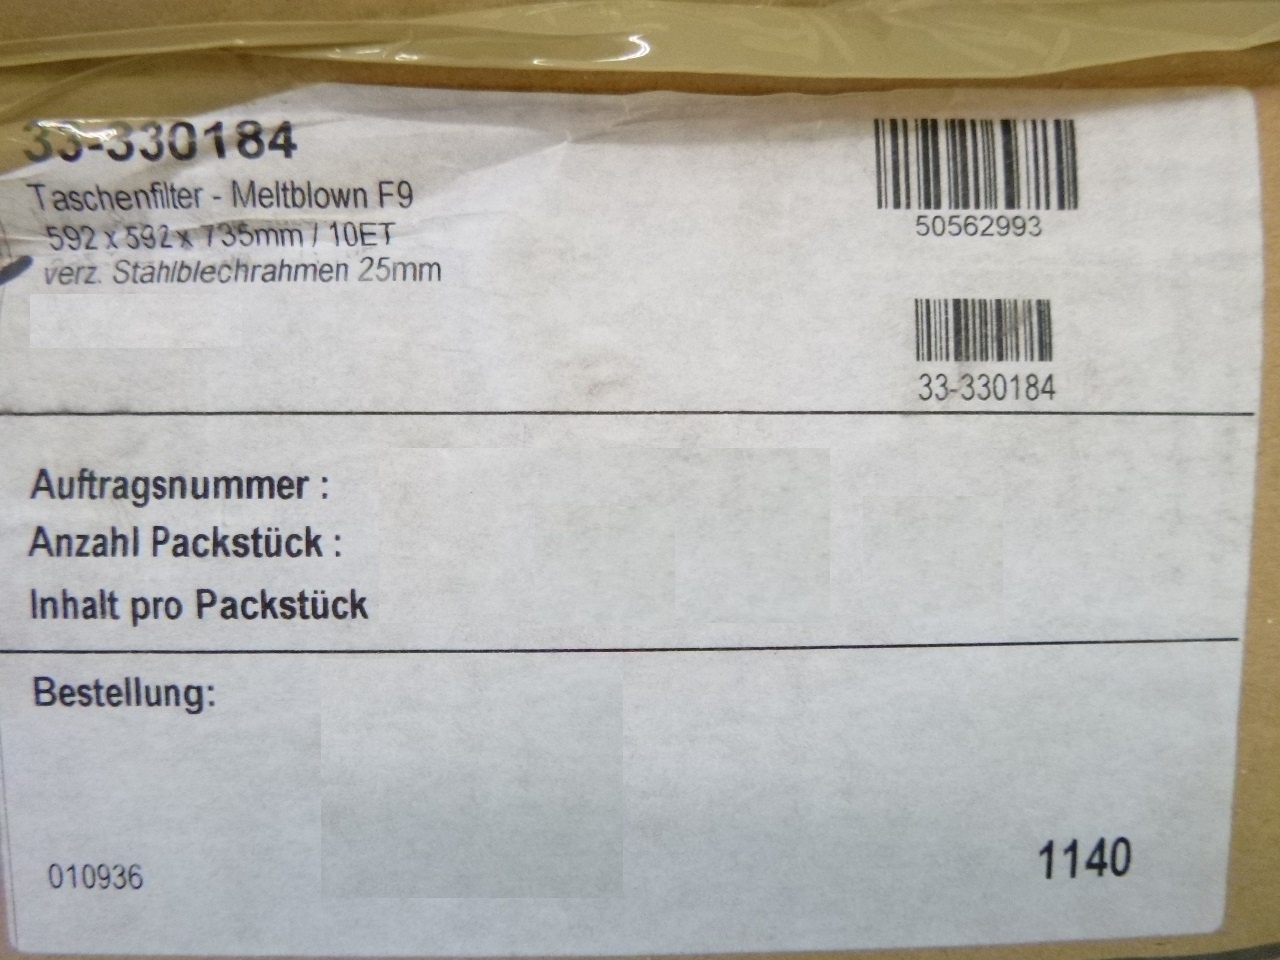 33-330184
Taschenfilter - Meltblown F9
592 x 592 x 735mm / 10ET
verz. Stahlblechrahmen 25mm
50562993
33-330184
Auftragsnummer :
Anzahl Packstück :
Inhalt pro Packstück
Bestellung:
010936
1140